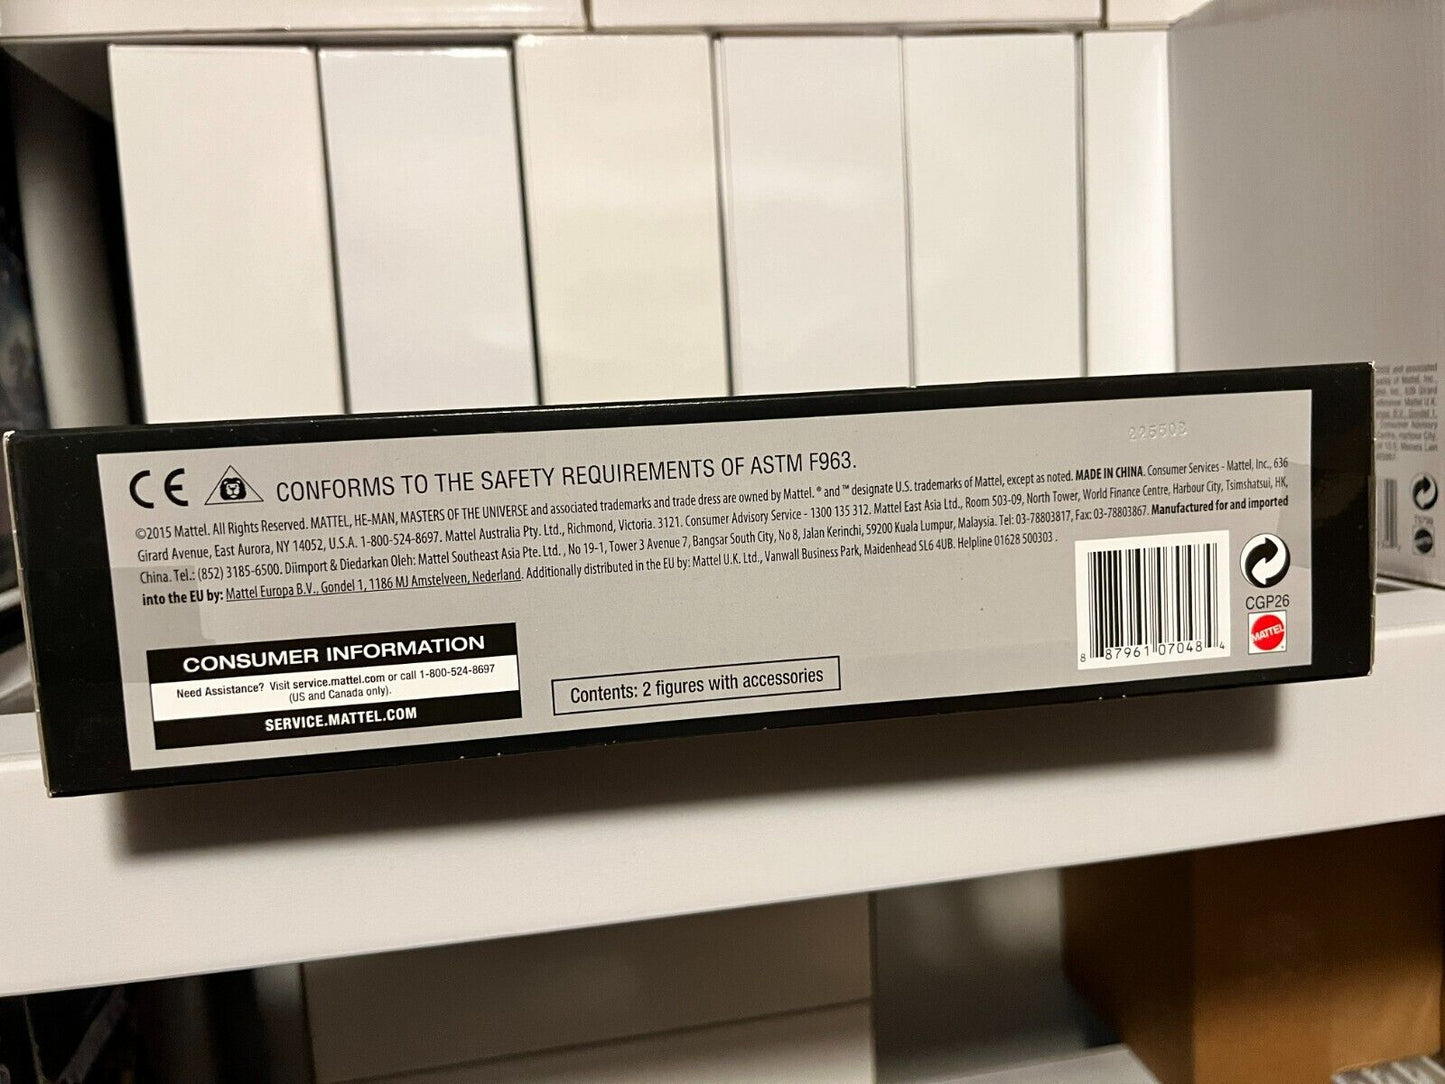 225503
CE CONFORMS TO THE SAFETY REQUIREMENTS OF ASTM F963.
©2015 Mattel. All Rights Reserved. MATTEL, HE-MAN, MASTERS OF THE UNIVERSE and associated trademarks and trade dress are owned by Mattel. ® and ™ designate U.S. trademarks of Mattel, except as noted. MADE IN CHINA. Consumer Services - Mattel, Inc., 636
Girard Avenue, East Aurora, NY 14052, U.S.A. 1-800-524-8697. Mattel Australia Pty. Ltd., Richmond, Victoria. 3121. Consumer Advisory Service - 1300 135 312. Mattel East Asia Ltd., Room 503-09, North Tower, World Finance Centre, Harbour City, Tsimshatsui, HK,
China. Tel.: (852) 3185-6500. Diimport & Diedarkan Oleh: Mattel Southeast Asia Pte. Ltd., No 19-1, Tower 3 Avenue 7, Bangsar South City, No 8, Jalan Kerinchi, 59200 Kuala Lumpur, Malaysia. Tel: 03-78803817, Fax: 03-78803867. Manufactured for and imported
into the EU by: Mattel Europa B.V., Gondel 1, 1186 MJ Amstelveen, Nederland. Additionally distributed in the EU by: Mattel U.K. Ltd., Vanwall Business Park, Maidenhead SL6 4UB. Helpline 01628 500303.
CONSUMER INFORMATION
Need Assistance? Visit service.mattel.com or call 1-800-524-8697
(US and Canada only).
SERVICE.MATTEL.COM
Contents: 2 figures with accessories
8 87961 07048 4
CGP26
MATTEL